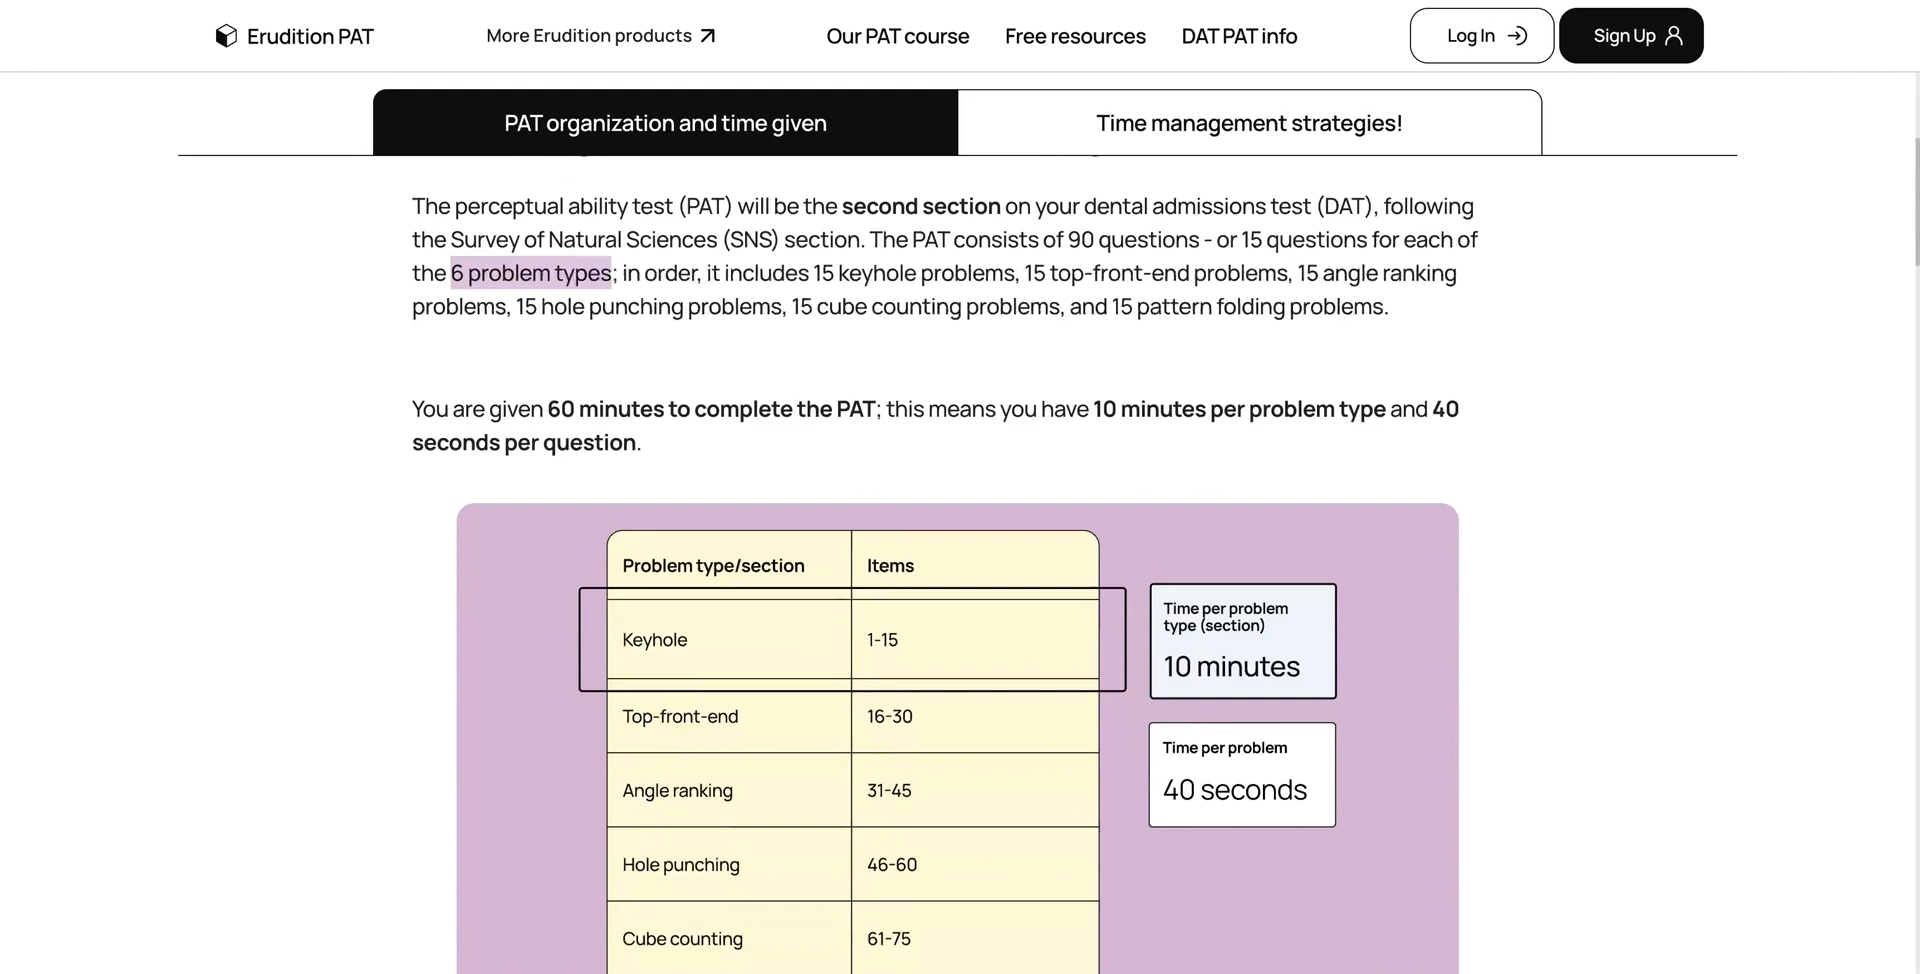 Erudition PAT
More Erudition products
Our PAT course
Free resources
DAT PAT info
Log In
Sign Up
PAT organization and time given
Time management strategies!
The perceptual ability test (PAT) will be the second section on your dental admissions test (DAT), following
the Survey of Natural Sciences (SNS) section. The PAT consists of 90 questions - or 15 questions for each of
the 6 problem types; in order, it includes 15 keyhole problems, 15 top-front-end problems, 15 angle ranking
problems, 15 hole punching problems, 15 cube counting problems, and 15 pattern folding problems.
You are given 60 minutes to complete the PAT; this means you have 10 minutes per problem type and 40
seconds per question.
Problem type/section
Items
Keyhole
1-15
Top-front-end
16-30
Angle ranking
31-45
Hole punching
46-60
Cube counting
61-75
Time per problem
type (section)
10 minutes
Time per problem
40 seconds